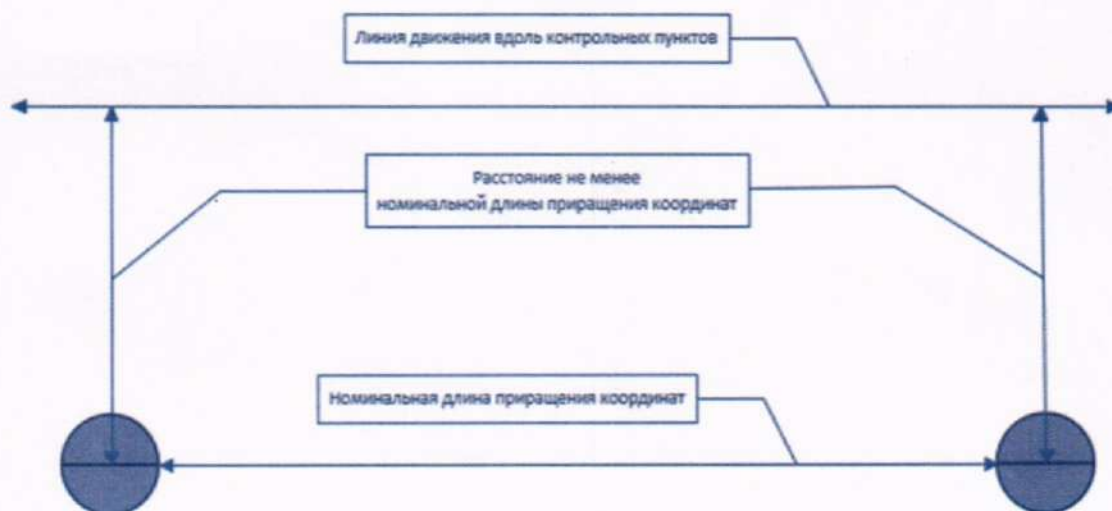 Линия движения вдоль контрольных пунктов
Расстояние не менее
номинальной длины приращения координат
Номинальная длина приращения координат